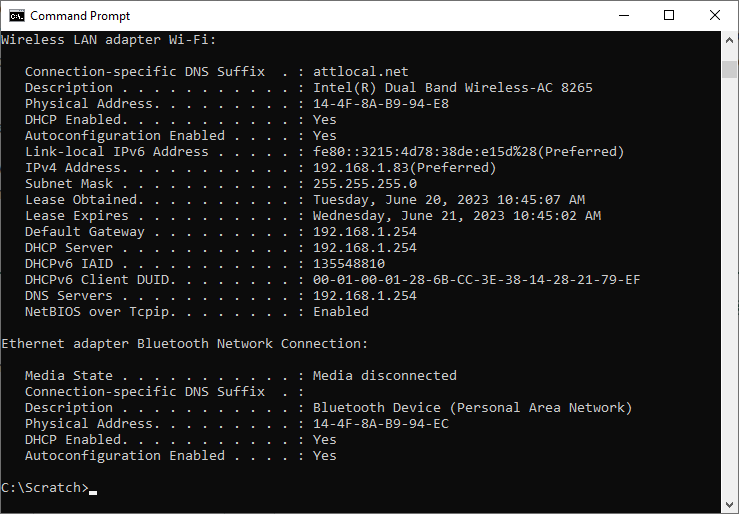 Command Prompt
Wireless LAN adapter Wi-Fi:
Connection-specific DNS Suffix  . : attlocal.net
Description . . . . . . . . . . . : Intel(R) Dual Band Wireless-AC 8265
Physical Address. . . . . . . . . : 14-4F-8A-B9-94-E8
DHCP Enabled. . . . . . . . . . . : Yes
Autoconfiguration Enabled . . . . : Yes
Link-local IPv6 Address . . . . . : fe80::3215:4d78:38de:e15d%28(Preferred)
IPv4 Address. . . . . . . . . . . : 192.168.1.83(Preferred)
Subnet Mask . . . . . . . . . . . : 255.255.255.0
Lease Obtained. . . . . . . . . . : Tuesday, June 20, 2023 10:45:07 AM
Lease Expires . . . . . . . . . . : Wednesday, June 21, 2023 10:45:02 AM
Default Gateway . . . . . . . . . : 192.168.1.254
DHCP Server . . . . . . . . . . . : 192.168.1.254
DHCPv6 IAID . . . . . . . . . . . : 135548810
DHCPv6 Client DUID. . . . . . . . : 00-01-00-01-28-6B-CC-3E-38-14-28-21-79-EF
DNS Servers . . . . . . . . . . . : 192.168.1.254
NetBIOS over Tcpip. . . . . . . . : Enabled
Ethernet adapter Bluetooth Network Connection:
Media State . . . . . . . . . . . : Media disconnected
Connection-specific DNS Suffix  . :
Description . . . . . . . . . . . : Bluetooth Device (Personal Area Network)
Physical Address. . . . . . . . . : 14-4F-8A-B9-94-EC
DHCP Enabled. . . . . . . . . . . : Yes
Autoconfiguration Enabled . . . . : Yes
C:\Scratch>